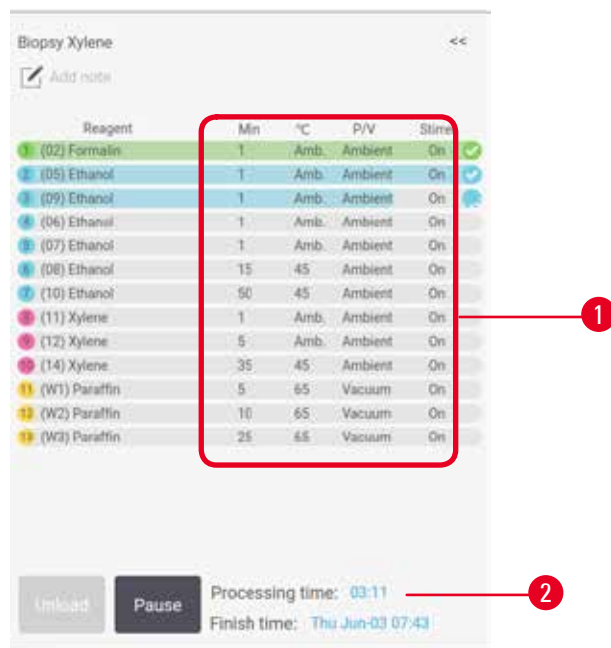 Biopsy Xylene <<
Add note
Reagent Min °C P/V Stirre
1 (02) Formalin 1 Amb. Ambient On
2 (05) Ethanol 1 Amb. Ambient On
3 (09) Ethanol 1 Amb. Ambient On
4 (06) Ethanol 1 Amb. Ambient On
5 (07) Ethanol 1 Amb. Ambient On
6 (08) Ethanol 15 45 Ambient On
7 (10) Ethanol 50 45 Ambient On
8 (11) Xylene 1 Amb. Ambient On
9 (12) Xylene 5 Amb. Ambient On
10 (14) Xylene 35 45 Ambient On
11 (W1) Paraffin 5 65 Vacuum On
12 (W2) Paraffin 10 65 Vacuum On
13 (W3) Paraffin 25 65 Vacuum On
1
Unload Pause Processing time: 03:11 2
Finish time: Thu Jun-03 07:43